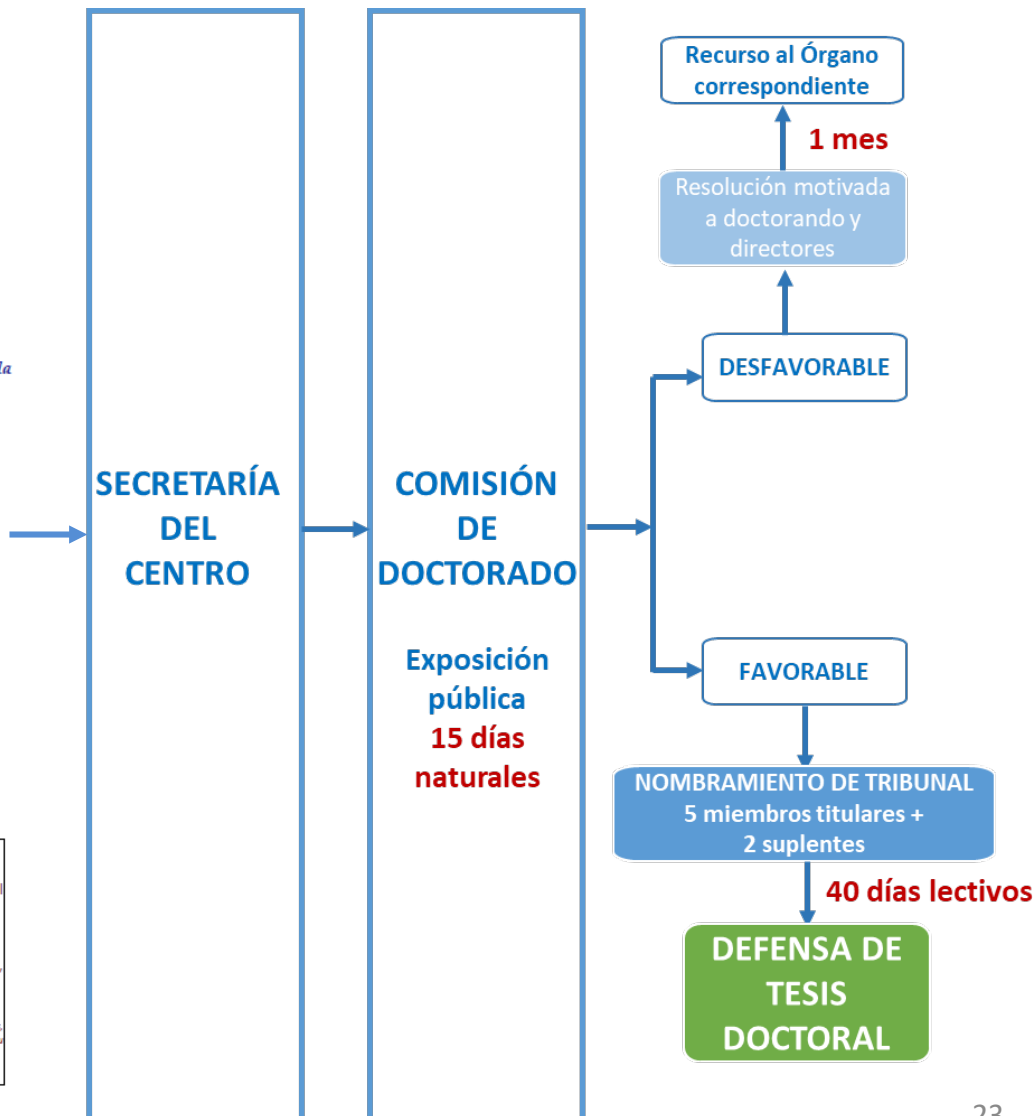 la
SECRETARÍA
DEL
CENTRO
COMISIÓN
DE
DOCTORADO
Exposición
pública
15 días
naturales
Recurso al Órgano
correspondiente
1 mes
Resolución motivada
a doctorando y
directores
DESFAVORABLE
FAVORABLE
NOMBRAMIENTO DE TRIBUNAL
5 miembros titulares +
2 suplentes
40 días lectivos
DEFENSA DE
TESIS
DOCTORAL
23